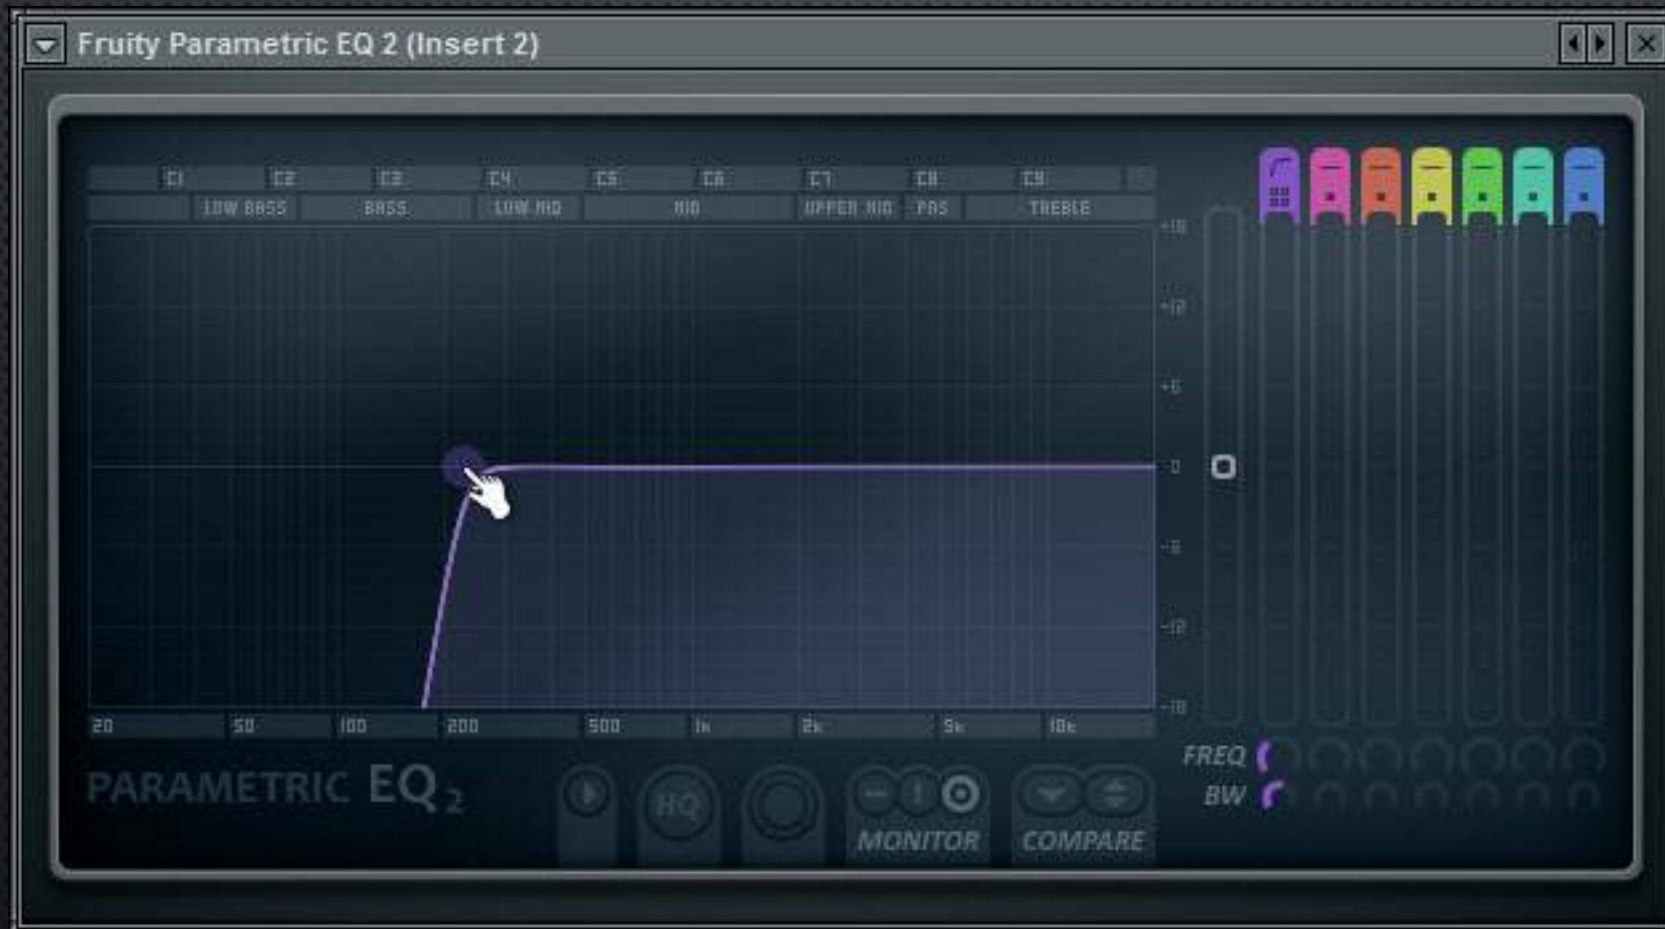 Fruity Parametric EQ 2 (Insert 2)
C1 C2 C3 C4 C5 C6 C7 C8 C9
LOW BASS BASS LOW MID MID UPPER MID PRS TREBLE
+18
+12
+6
0
-6
-12
-18
20 50 100 200 500 1k 2k 5k 10k
FREQ
BW
PARAMETRIC EQ 2
HQ
MONITOR COMPARE